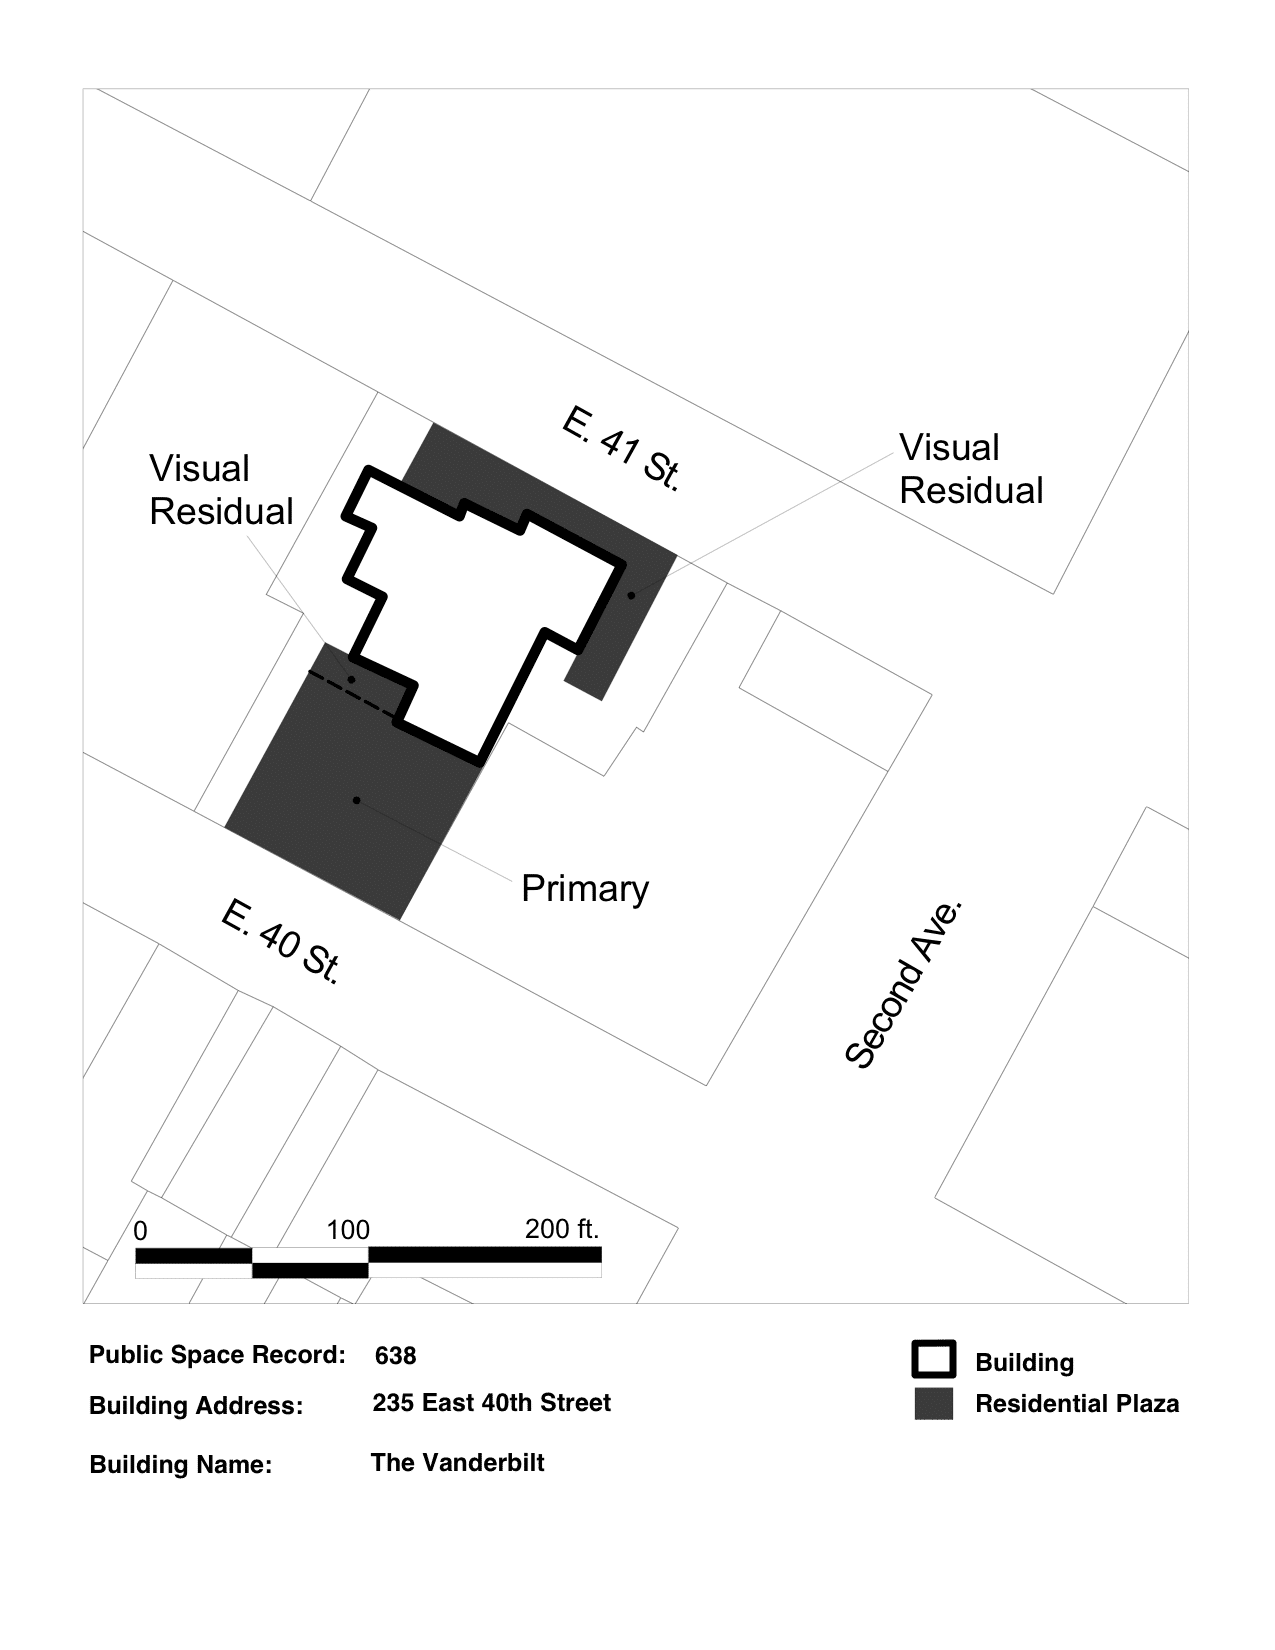 E. 41 St.
Visual
Residual
Visual
Residual
Primary
E. 40 St.
Second Ave.
0 100 200 ft.
Public Space Record: 638
Building Address: 235 East 40th Street
Building Name: The Vanderbilt
Building
Residential Plaza